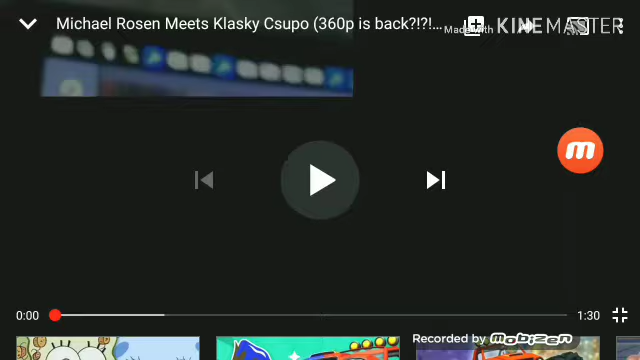 Michael Rosen Meets Klasky Csupo (360p is back?!?!...
Made with KINEMASTER
0:00
1:30
Recorded by mobizen